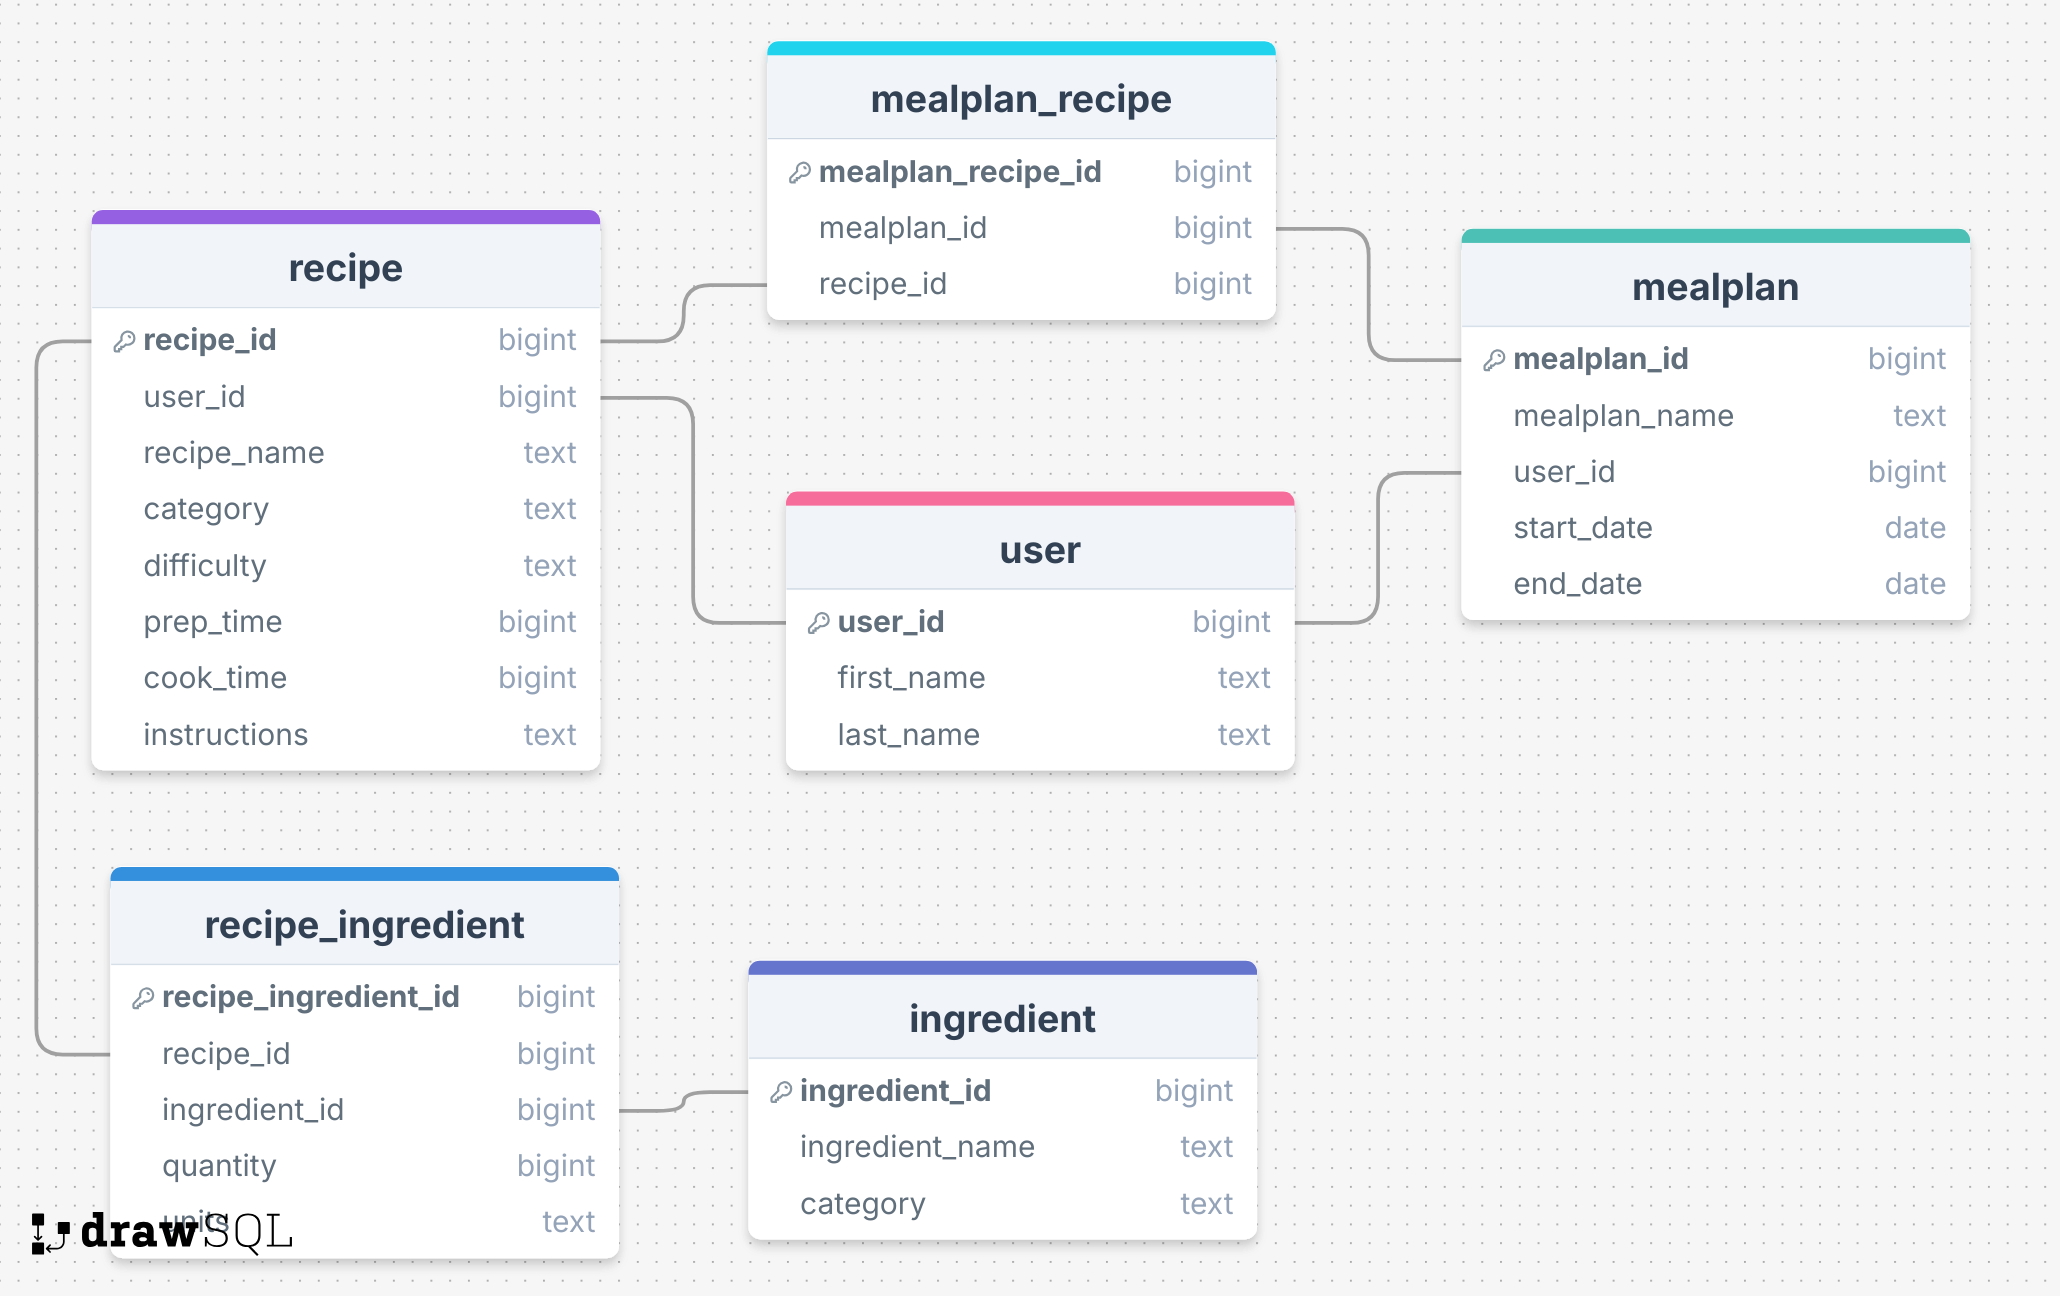 mealplan_recipe
mealplan_recipe_id bigint
mealplan_id bigint
recipe_id bigint
recipe
recipe_id bigint
user_id bigint
recipe_name text
category text
difficulty text
prep_time bigint
cook_time bigint
instructions text
mealplan
mealplan_id bigint
mealplan_name text
user_id bigint
start_date date
end_date date
user
user_id bigint
first_name text
last_name text
recipe_ingredient
recipe_ingredient_id bigint
recipe_id bigint
ingredient_id bigint
quantity bigint
units text
ingredient
ingredient_id bigint
ingredient_name text
category text
drawSQL